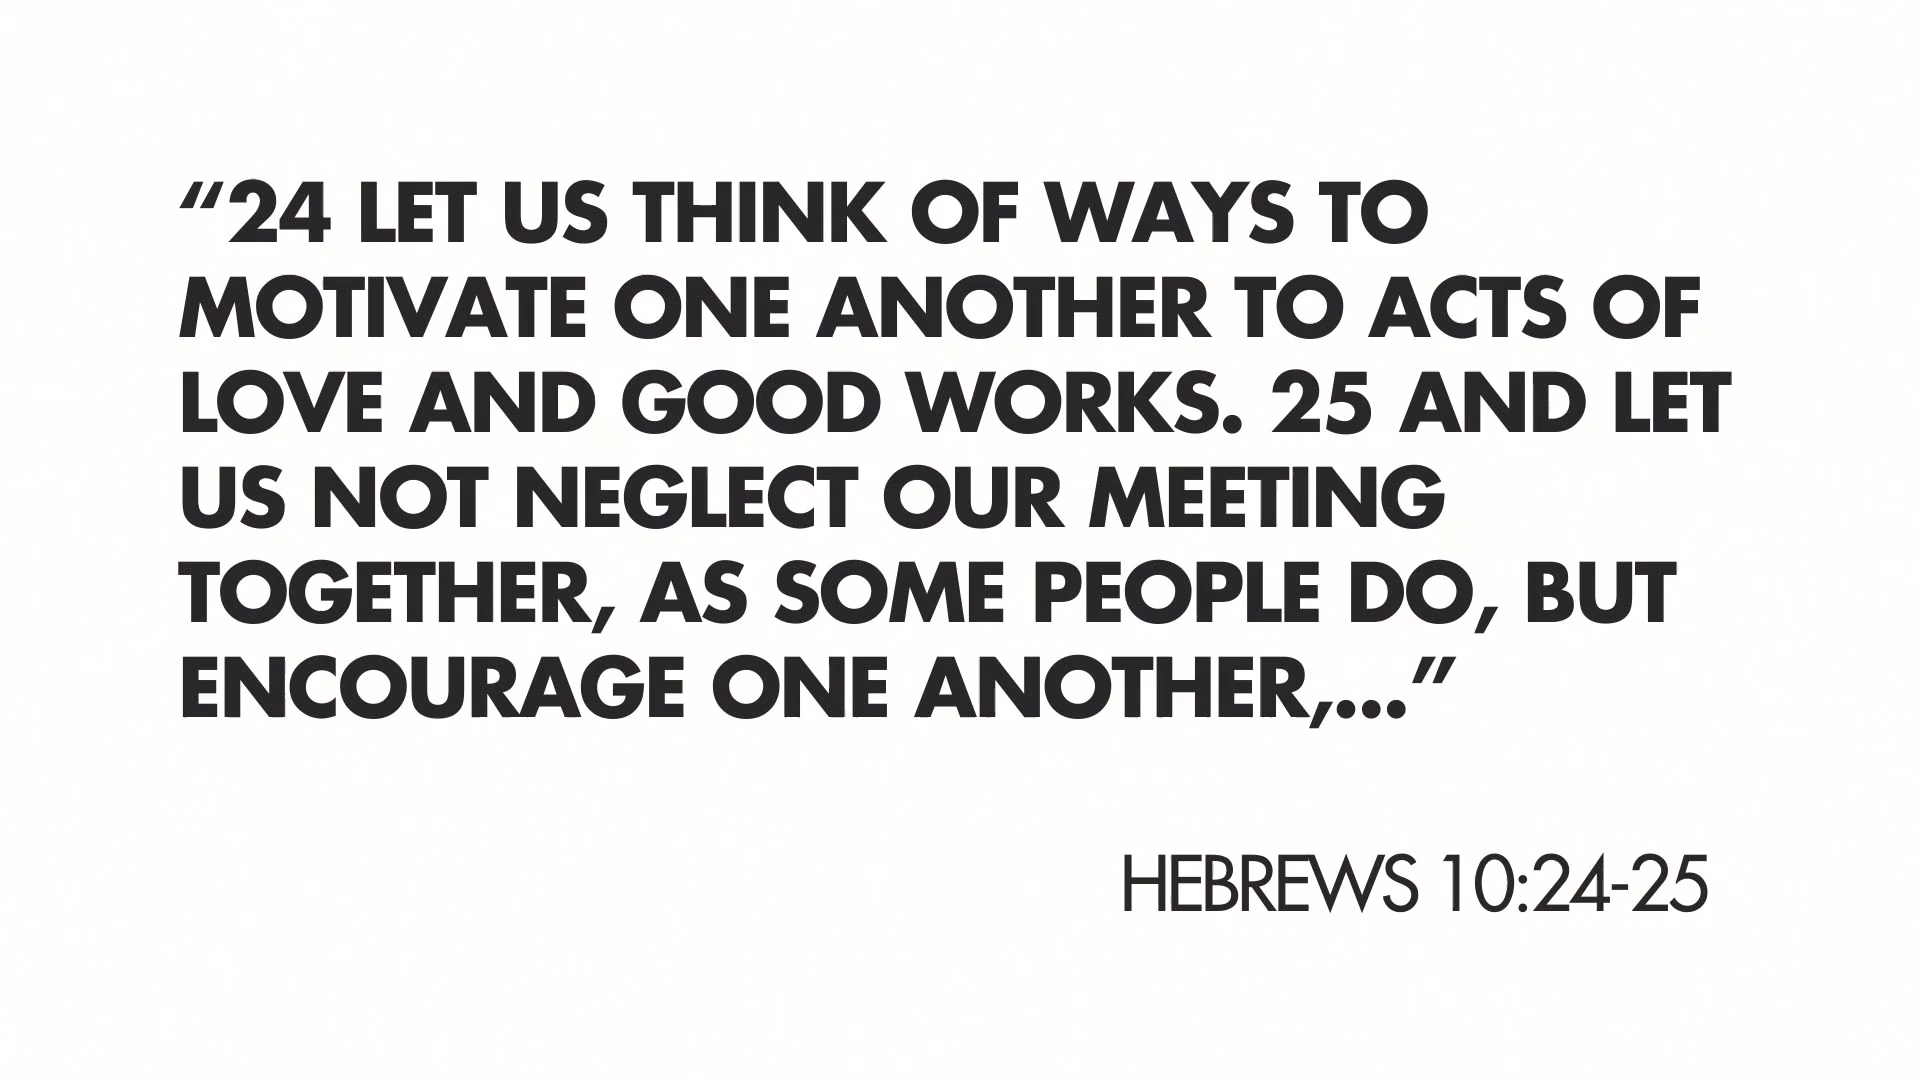 “24 LET US THINK OF WAYS TO
MOTIVATE ONE ANOTHER TO ACTS OF
LOVE AND GOOD WORKS. 25 AND LET
US NOT NEGLECT OUR MEETING
TOGETHER, AS SOME PEOPLE DO, BUT
ENCOURAGE ONE ANOTHER,...”
HEBREWS 10:24-25